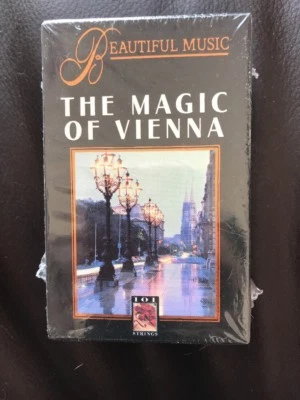 BEAUTIFUL MUSIC
THE MAGIC
OF VIENNA
101
STRINGS